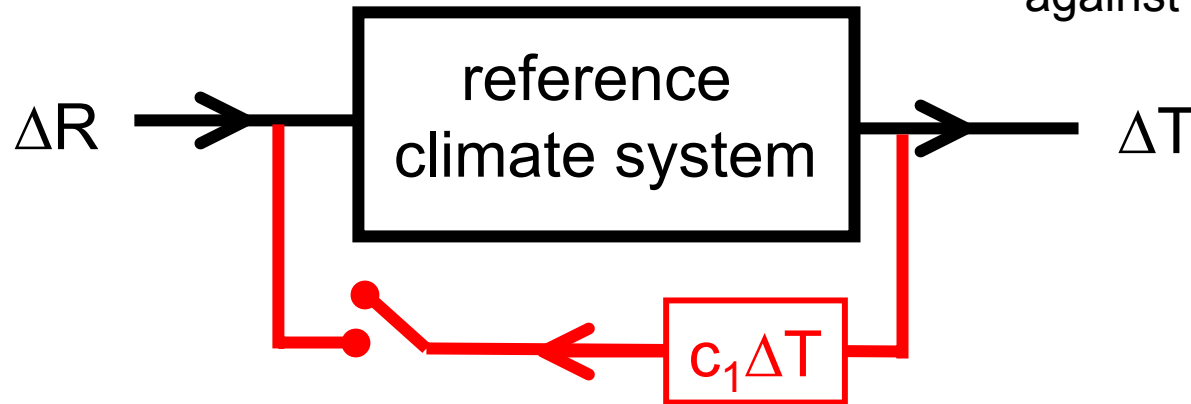 against
reference
climate system
ΔR
ΔT
c₁ΔT